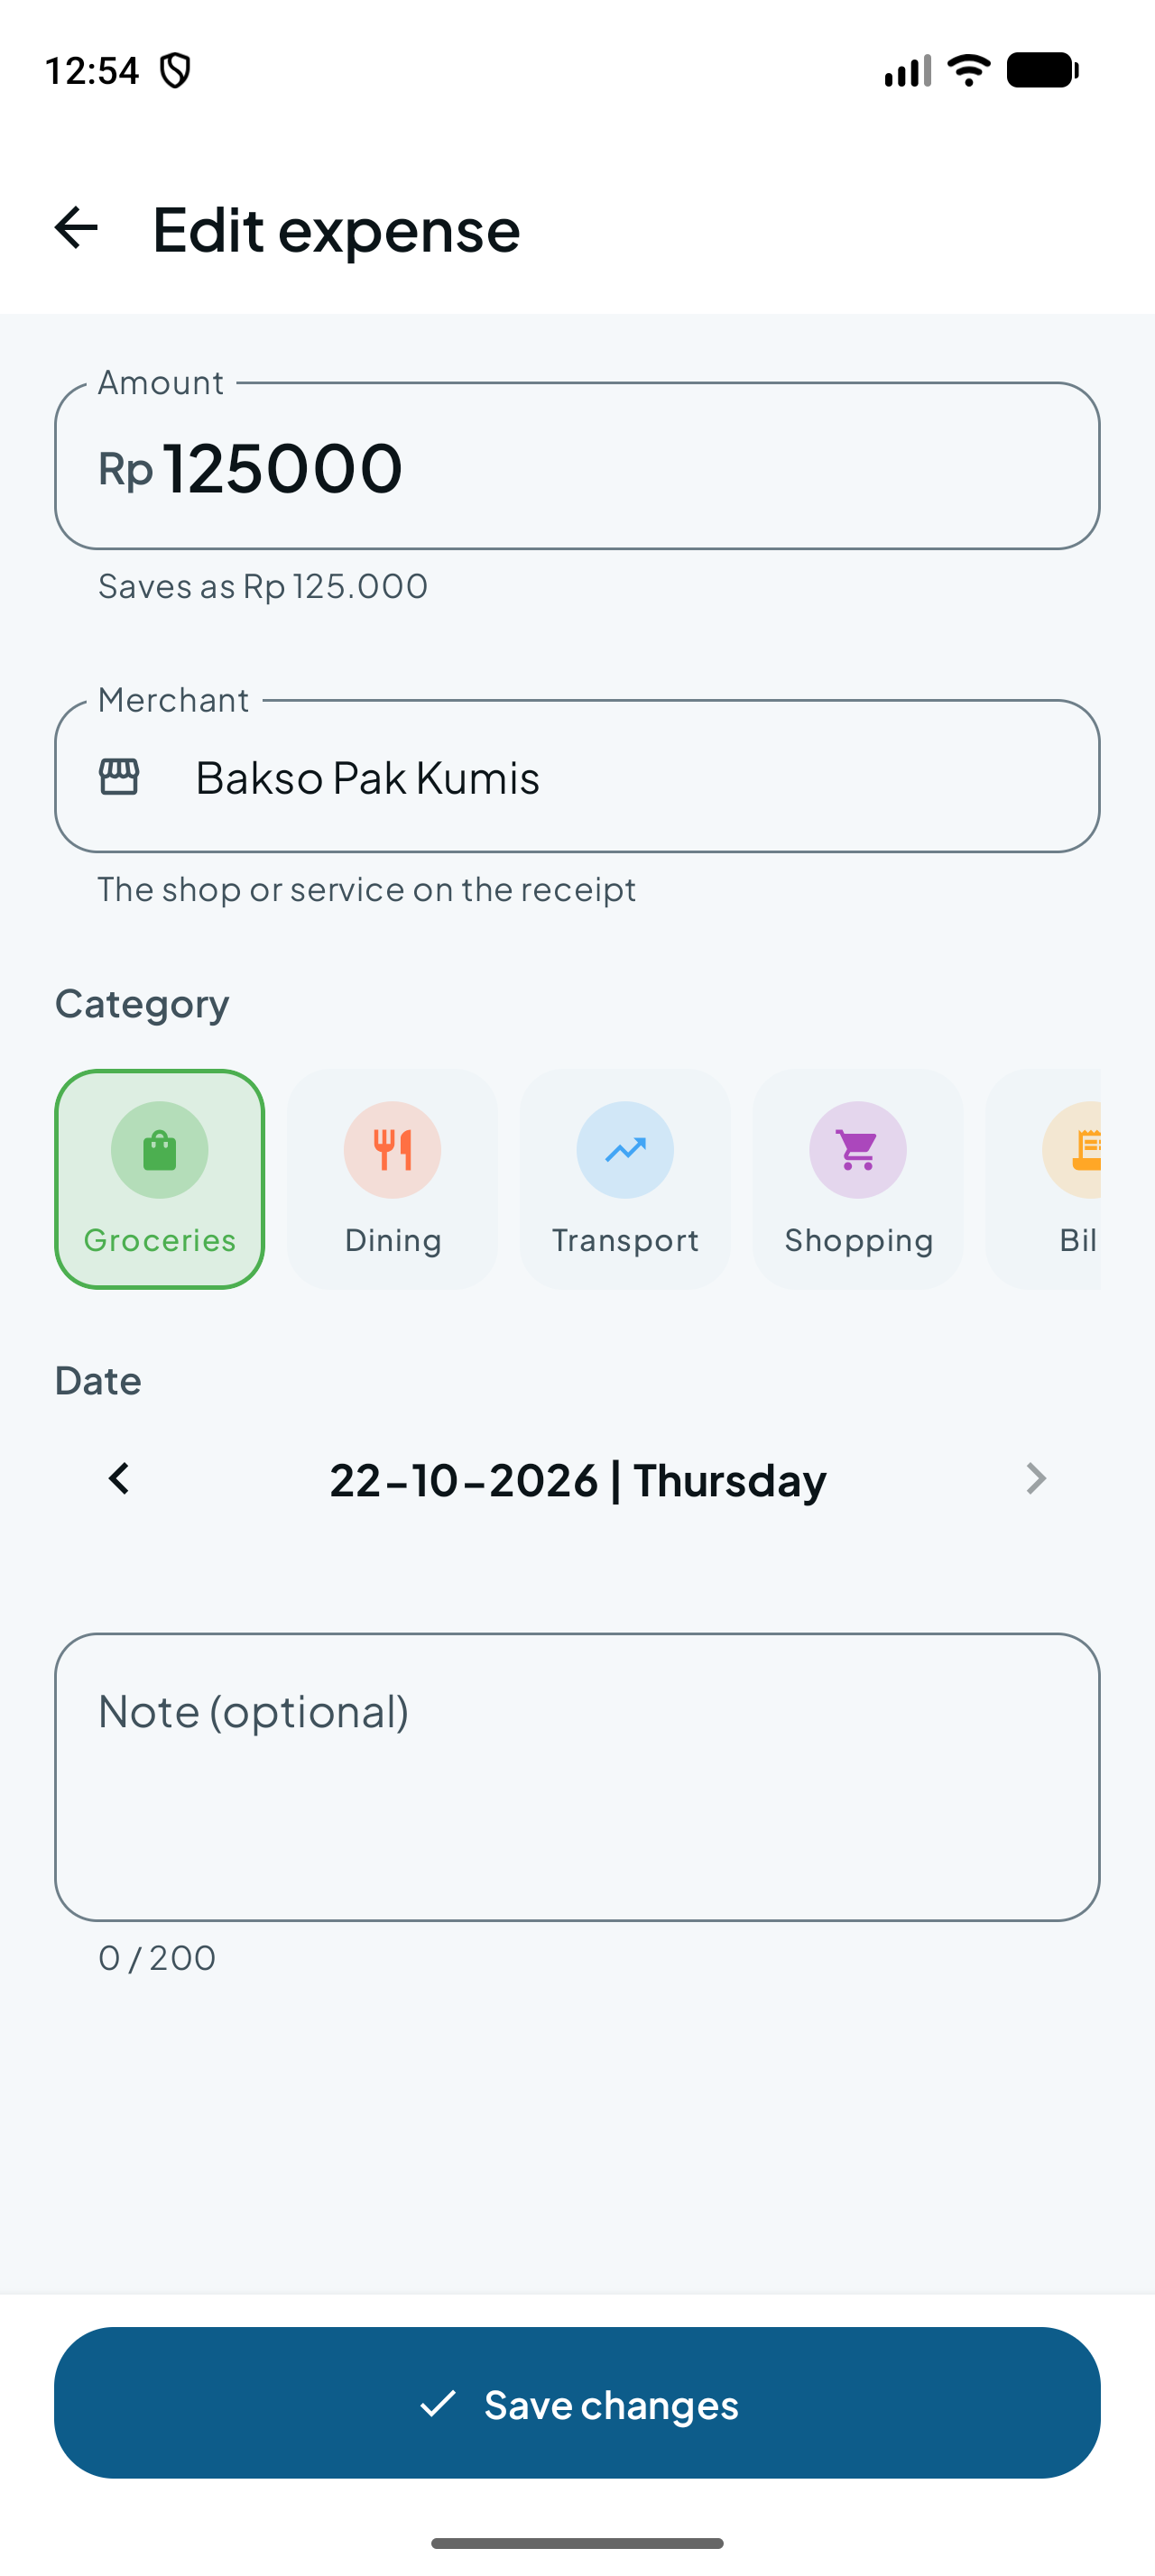 12:54
Edit expense
Amount
Rp 125000
Saves as Rp 125.000
Merchant
Bakso Pak Kumis
The shop or service on the receipt
Category
Groceries
Dining
Transport
Shopping
Bil
Date
22-10-2026 | Thursday
Note (optional)
0 / 200
Save changes